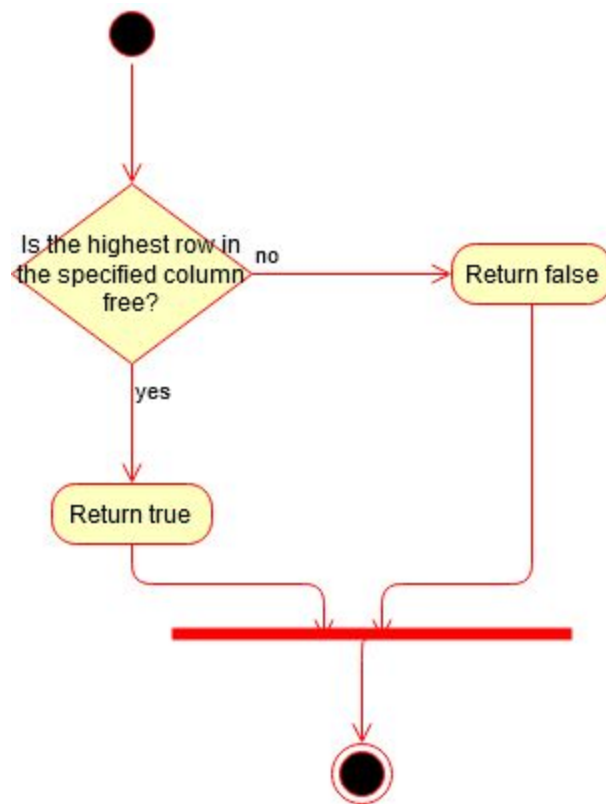 Is the highest row in
the specified column
free?
no
Return false
yes
Return true